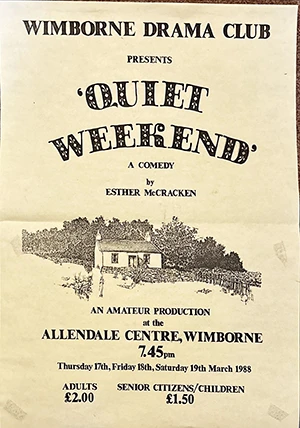 WIMBORNE DRAMA CLUB
PRESENTS
'QUIET
WEEKEND'
A COMEDY
by
ESTHER McCRACKEN
AN AMATEUR PRODUCTION
at the
ALLENDALE CENTRE, WIMBORNE
7.45pm
Thursday 17th, Friday 18th, Saturday 19th March 1988
ADULTS SENIOR CITIZENS/CHILDREN
£2.00 £1.50